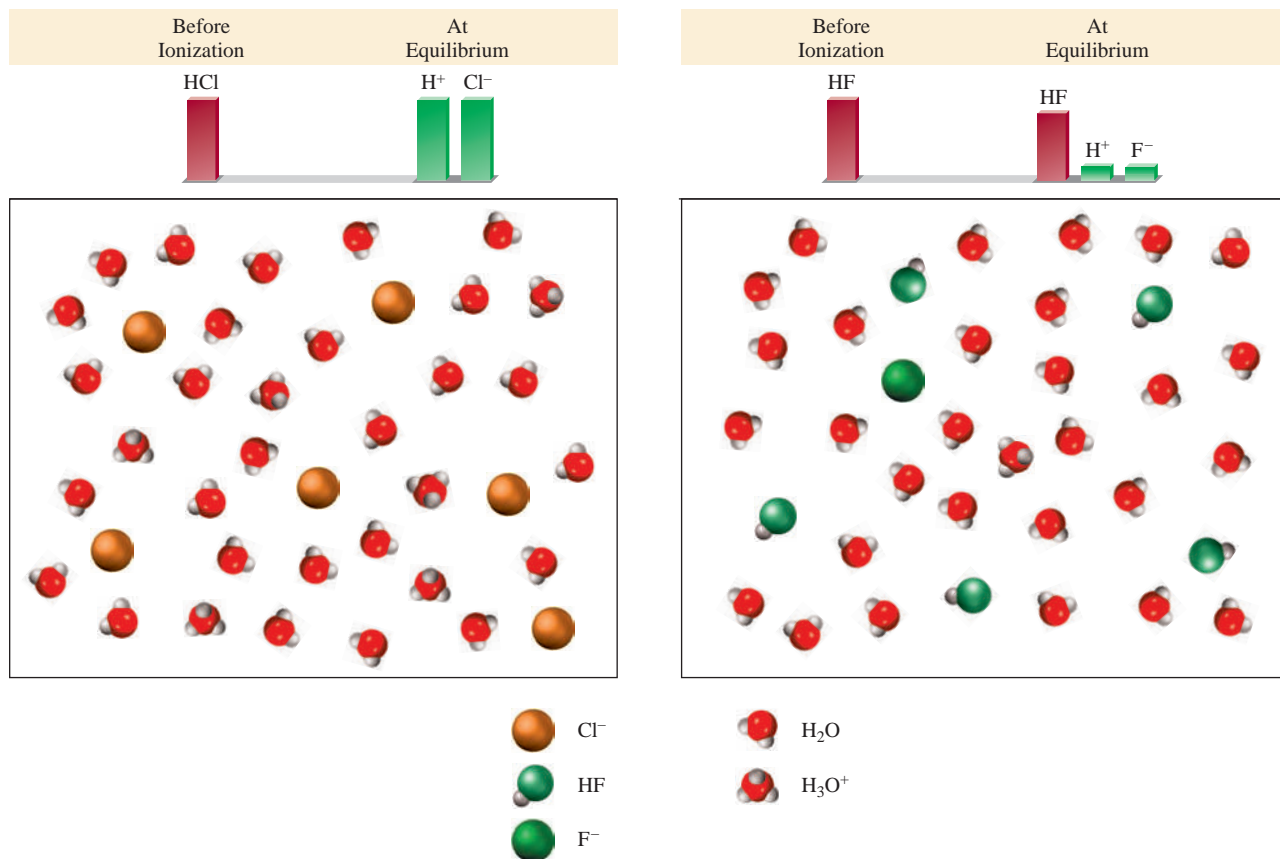 Before
Ionization
At
Equilibrium
HCl
H⁺
Cl⁻
Before
Ionization
At
Equilibrium
HF
HF
H⁺
F⁻
Cl⁻
HF
F⁻
H₂O
H₃O⁺